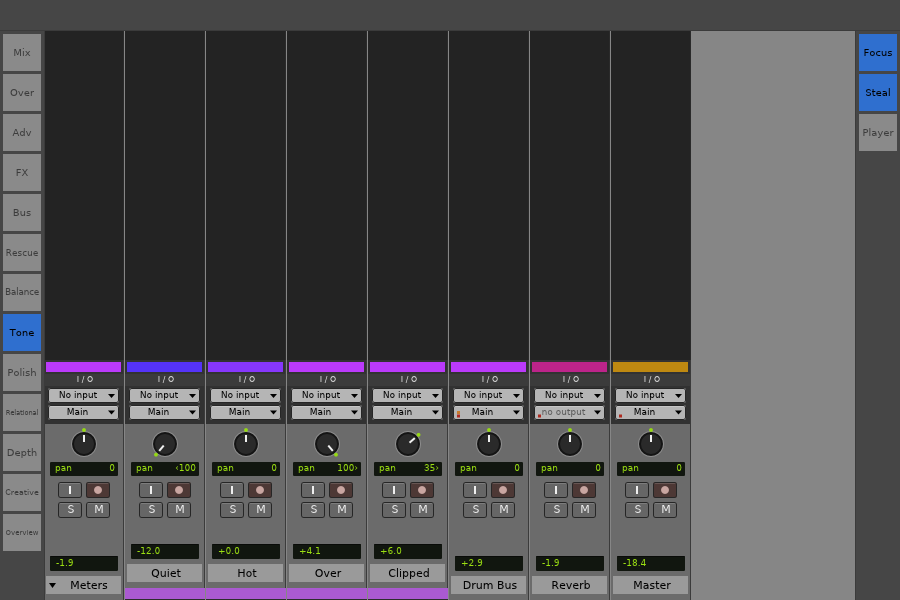 Mix
Over
Adv
FX
Bus
Rescue
Balance
Tone
Polish
Relational
Depth
Creative
Overview
Focus
Steal
Player
I / O I / O I / O I / O I / O I / O I / O I / O
No input No input No input No input No input No input No input No input
Main Main Main Main Main Main no output Main
pan 0 pan ‹100 pan 0 pan 100› pan 35› pan 0 pan 0 pan 0
I I I I I I I I
S M S M S M S M S M S M S M S M
-12.0 +0.0 +4.1 +6.0
-1.9 +2.9 -1.9 -18.4
Quiet Hot Over Clipped
Meters Drum Bus Reverb Master